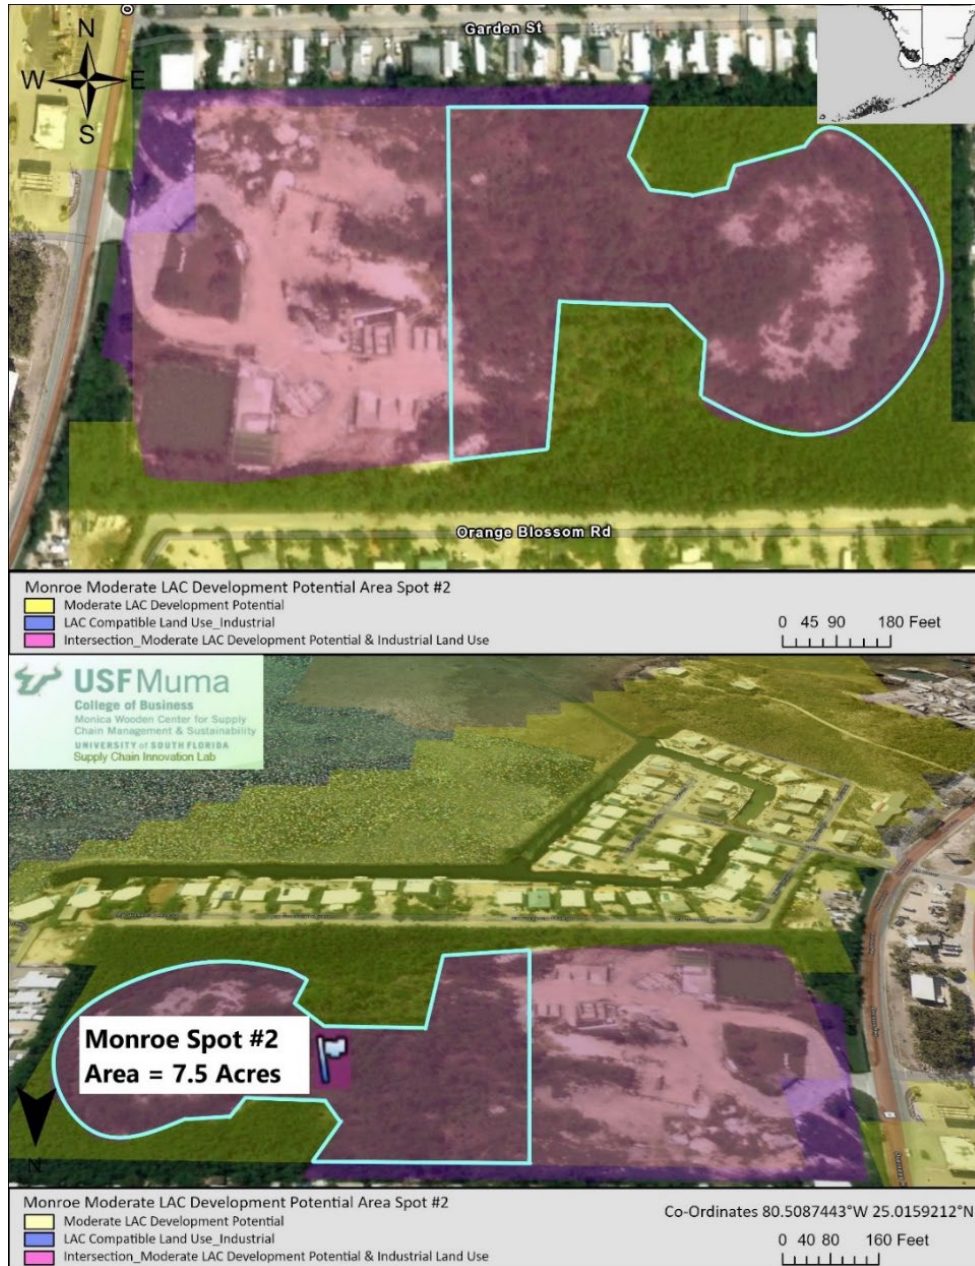 Garden St
N
W E
S
Orange Blossom Rd
Monroe Moderate LAC Development Potential Area Spot #2
Moderate LAC Development Potential
LAC Compatible Land Use_Industrial
Intersection_Moderate LAC Development Potential & Industrial Land Use
0 45 90 180 Feet
USF Muma
College of Business
Monica Wooden Center for Supply
Chain Management & Sustainability
UNIVERSITY of SOUTH FLORIDA
Supply Chain Innovation Lab
Monroe Spot #2
Area = 7.5 Acres
N
Monroe Moderate LAC Development Potential Area Spot #2
Moderate LAC Development Potential
LAC Compatible Land Use_Industrial
Intersection_Moderate LAC Development Potential & Industrial Land Use
Co-Ordinates 80.5087443°W 25.0159212°N
0 40 80 160 Feet